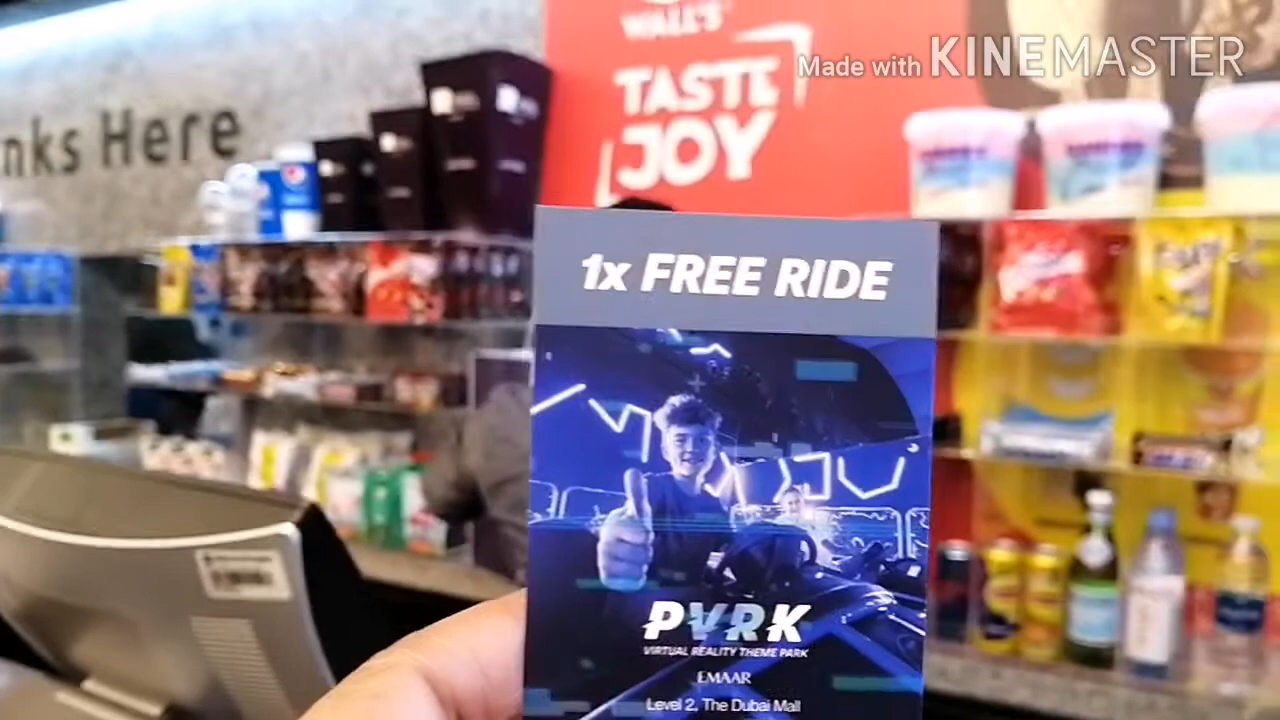 WALL'S
TASTE
JOY
Made with KINEMASTER
nks Here
1x FREE RIDE
PVRK
VIRTUAL REALITY THEME PARK
EMAAR
Level 2, The Dubai Mall